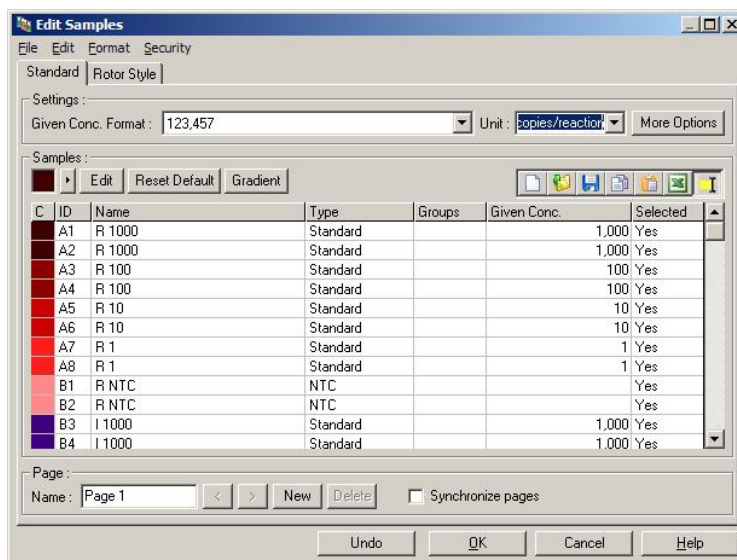 Edit Samples
File Edit Format Security
Standard Rotor Style
Settings :
Given Conc. Format : 123,457 Unit : copies/reaction More Options
Samples :
Edit Reset Default Gradient
C ID Name Type Groups Given Conc. Selected
A1 R 1000 Standard 1,000 Yes
A2 R 1000 Standard 1,000 Yes
A3 R 100 Standard 100 Yes
A4 R 100 Standard 100 Yes
A5 R 10 Standard 10 Yes
A6 R 10 Standard 10 Yes
A7 R 1 Standard 1 Yes
A8 R 1 Standard 1 Yes
B1 R NTC NTC Yes
B2 R NTC NTC Yes
B3 I 1000 Standard 1,000 Yes
B4 I 1000 Standard 1,000 Yes
Page :
Name : Page 1 < > New Delete Synchronize pages
Undo OK Cancel Help